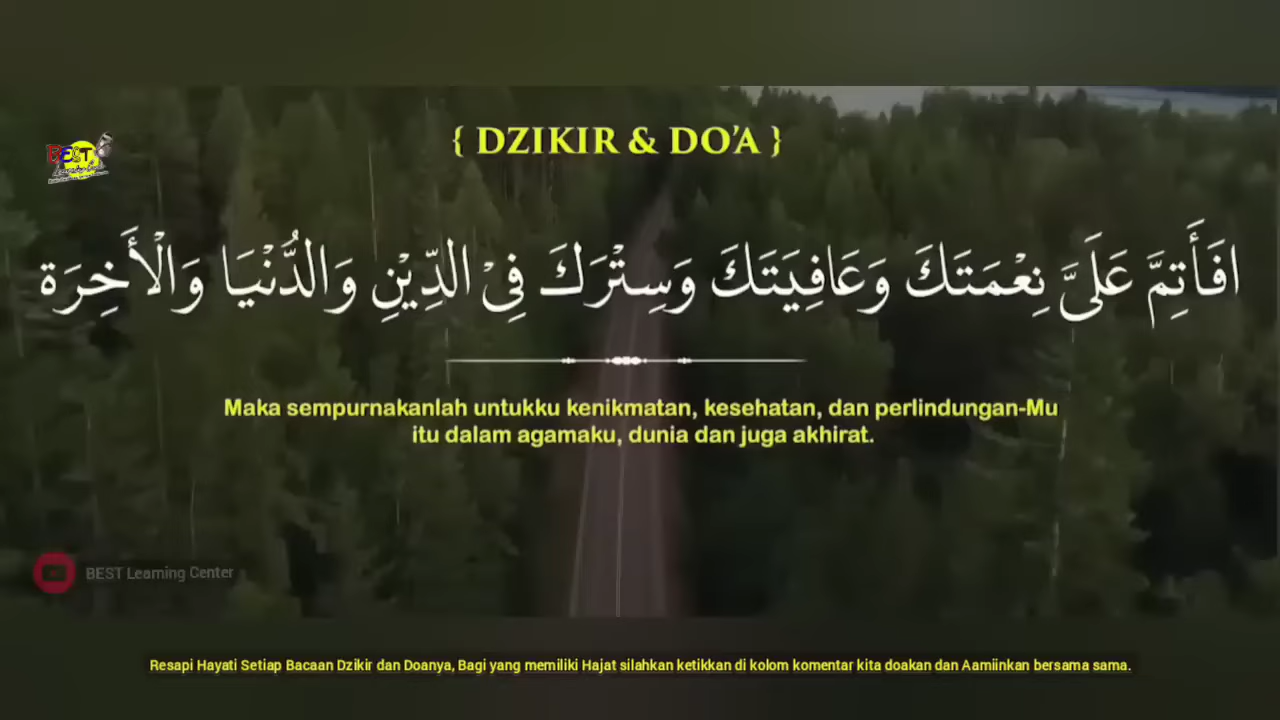 { DZIKIR & DO'A }
BEST
افَأَتِمَّ عَلَيَّ نِعْمَتَكَ وَعَافِيَتَكَ وَسِتْرَكَ فِيْ الدِّيْنِ وَالدُّنْيَا وَالْأَخِرَة
Maka sempurnakanlah untukku kenikmatan, kesehatan, dan perlindungan-Mu
itu dalam agamaku, dunia dan juga akhirat.
BEST Learning Center
Resapi Hayati Setiap Bacaan Dzikir dan Doanya, Bagi yang memiliki Hajat silahkan ketikkan di kolom komentar kita doakan dan Aamiinkan bersama sama.